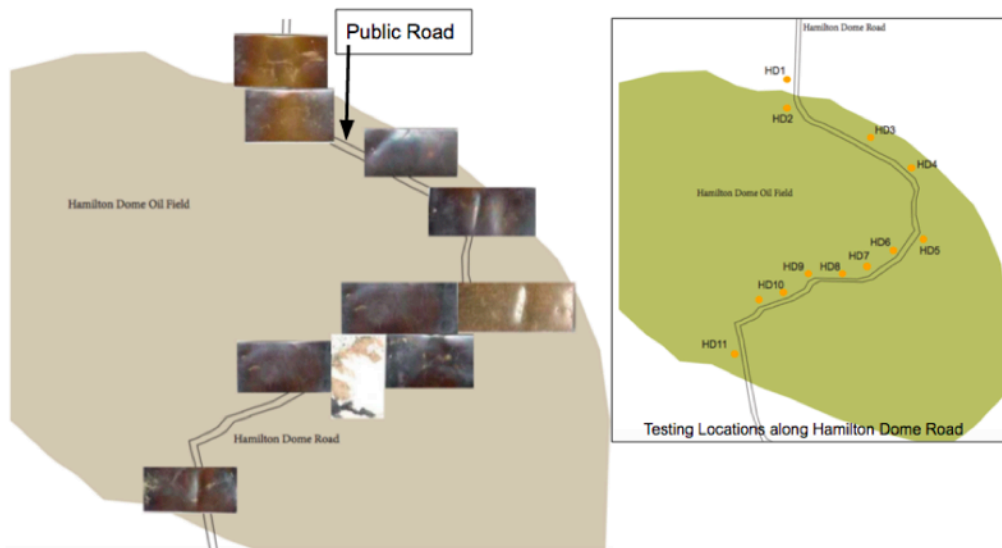 Public Road
Hamilton Dome Oil Field
Hamilton Dome Road
Hamilton Dome Road
HD1
HD2
HD3
HD4
Hamilton Dome Oil Field
HD6
HD5
HD7
HD9
HD8
HD10
HD11
Testing Locations along Hamilton Dome Road